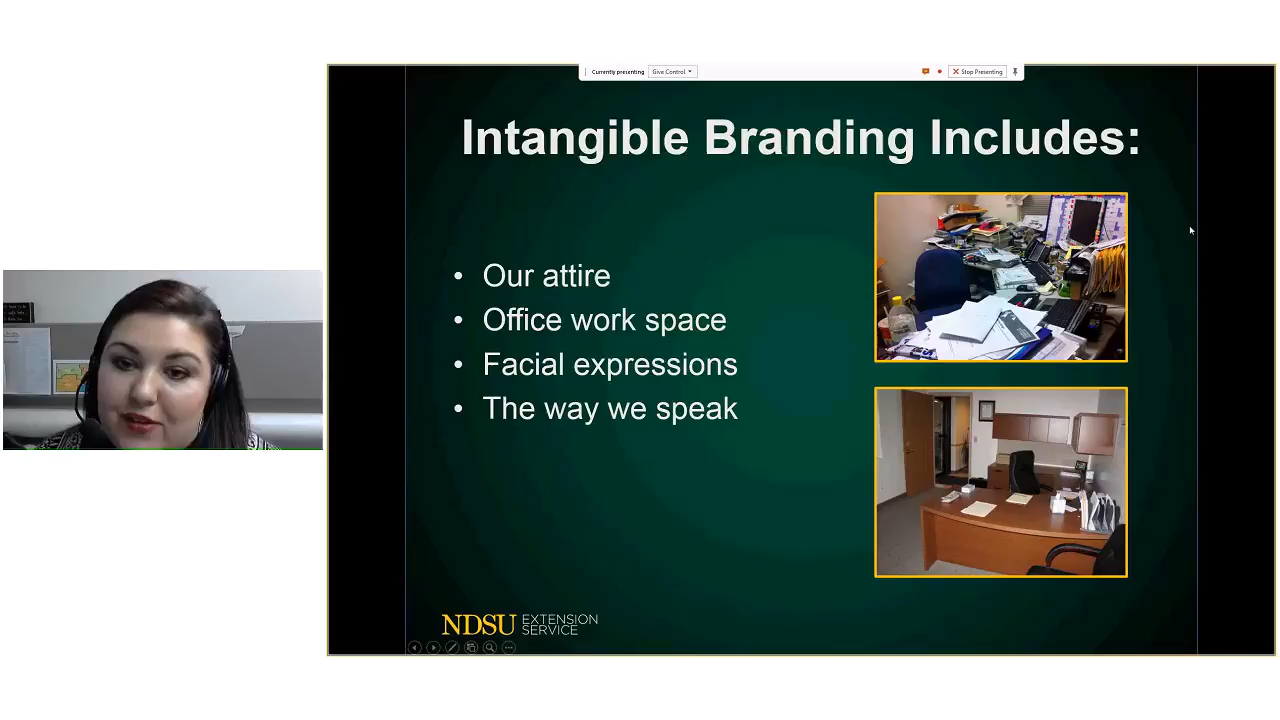 Currently presenting
Give Control
Stop Presenting
Intangible Branding Includes:
• Our attire
• Office work space
• Facial expressions
• The way we speak
NDSU EXTENSION
SERVICE